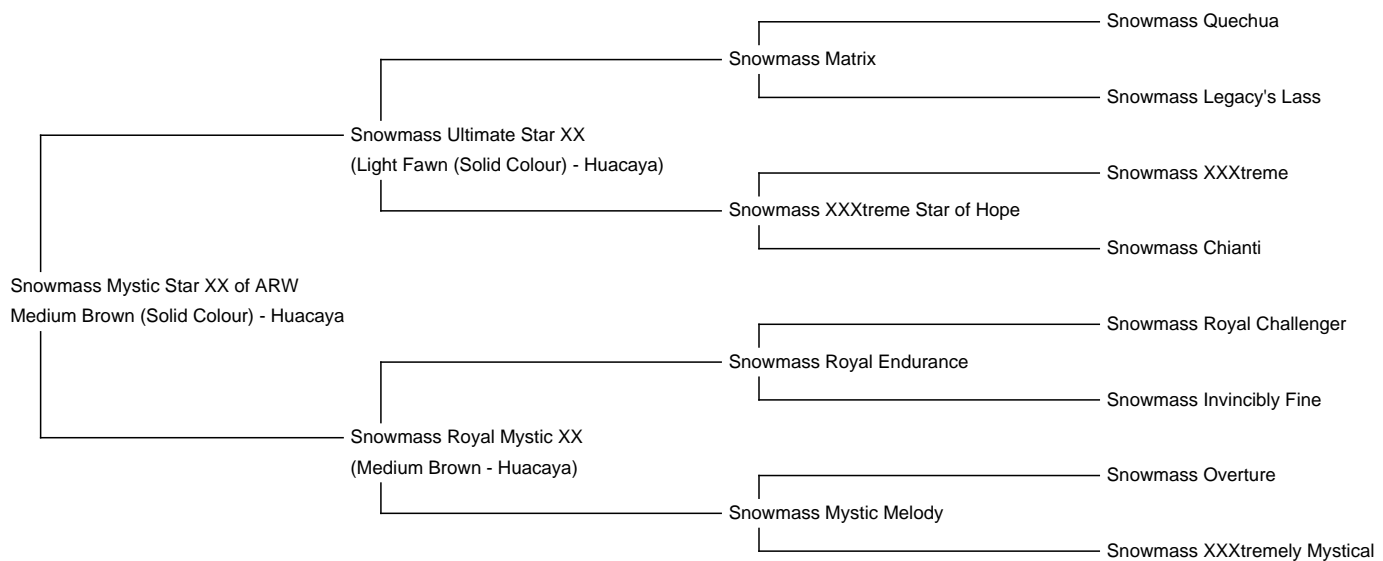 Snowmass Quechua
Snowmass Matrix
Snowmass Legacy's Lass
Snowmass Ultimate Star XX
(Light Fawn (Solid Colour) - Huacaya)
Snowmass XXXtreme
Snowmass XXXtreme Star of Hope
Snowmass Chianti
Snowmass Mystic Star XX of ARW
Medium Brown (Solid Colour) - Huacaya
Snowmass Royal Challenger
Snowmass Royal Endurance
Snowmass Invincibly Fine
Snowmass Royal Mystic XX
(Medium Brown - Huacaya)
Snowmass Overture
Snowmass Mystic Melody
Snowmass XXXtremely Mystical